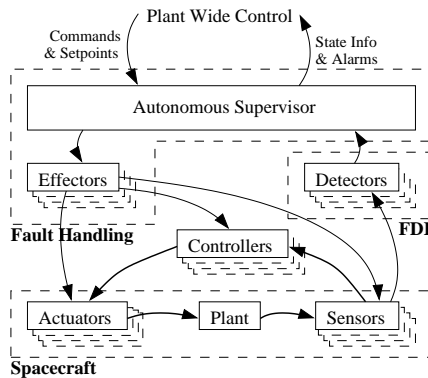 Plant Wide Control
Commands
& Setpoints
State Info
& Alarms
Autonomous Supervisor
Effectors
Detectors
Fault Handling
FDI
Controllers
Actuators
Plant
Sensors
Spacecraft